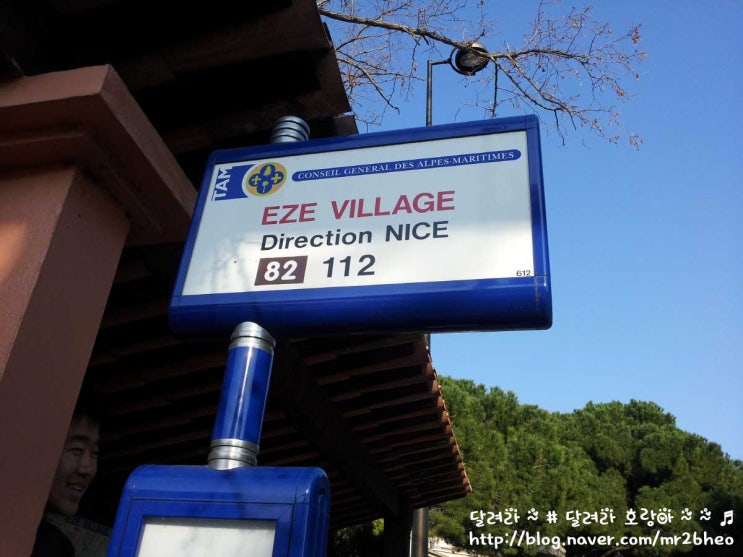 TAM
CONSEIL GENERAL DES ALPES-MARITIMES
EZE VILLAGE
Direction NICE
82 112
612
달려라 ~ # 달려라 호랑하 ~ ~ ♬
http://blog.naver.com/mr2bheo